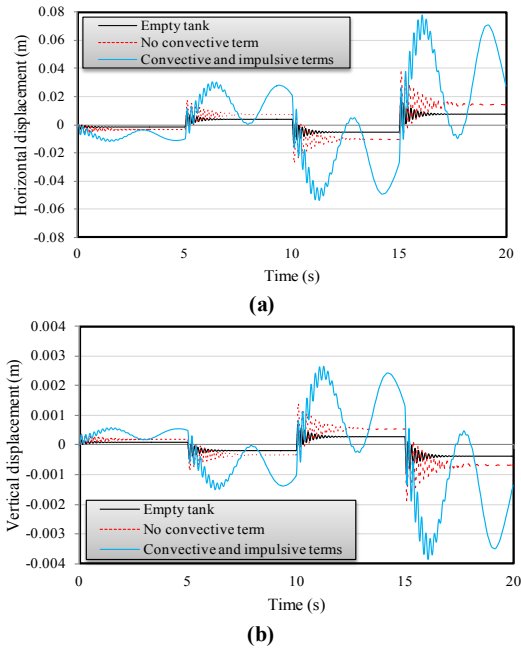 (a)
Horizontal displacement (m)
0.08
0.06
0.04
0.02
0
-0.02
-0.04
-0.06
-0.08
Empty tank
No convective term
Convective and impulsive terms
0 5 10 15 20
Time (s)
(a)
Vertical displacement (m)
0.004
0.003
0.002
0.001
0
-0.001
-0.002
-0.003
-0.004
Empty tank
No convective term
Convective and impulsive terms
0 5 10 15 20
Time (s)
(b)